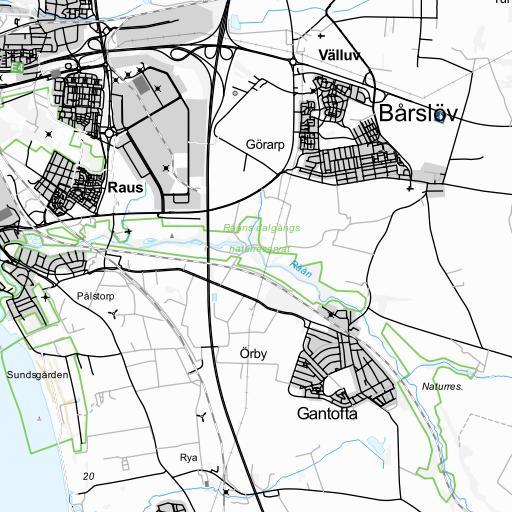 Välluv
Bårslöv
Görarp
Raus
Rååns dalgångs
naturreservat
Råån
Pålstorp
Örby
Sundsgården
Naturres.
Gantofta
Rya
20